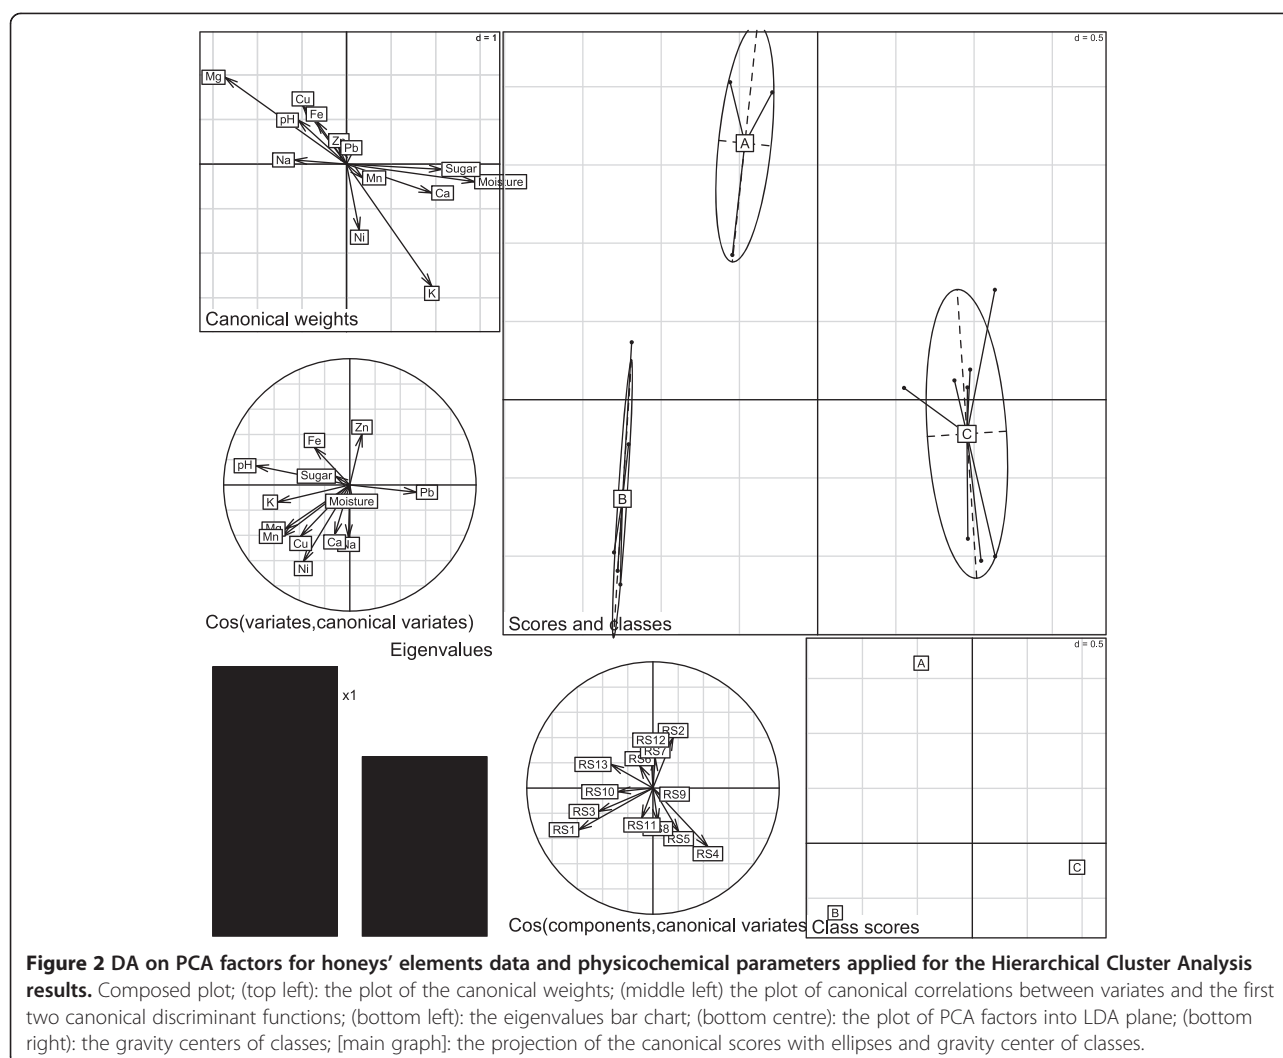 d = 1
Mg
Cu
Fe
pH
Pb
Na
Sugar
Mn
Moisture
Ca
Ni
K
Canonical weights
d = 0.5
A
C
B
Scores and classes
Zn
Fe
pH
Sugar
K
Moisture
Pb
Mn
Cu
Ca
Ni
Cos(variates,canonical variates)
Eigenvalues
x1
RS2
RS12
RS7
RS13
RS10
RS9
RS3
RS11
RS1
RS5
RS4
Cos(components,canonical variates
d = 0.5
A
C
B
Class scores
Figure 2 DA on PCA factors for honeys' elements data and physicochemical parameters applied for the Hierarchical Cluster Analysis
results. Composed plot; (top left): the plot of the canonical weights; (middle left) the plot of canonical correlations between variates and the first
two canonical discriminant functions; (bottom left): the eigenvalues bar chart; (bottom centre): the plot of PCA factors into LDA plane; (bottom
right): the gravity centers of classes; [main graph]: the projection of the canonical scores with ellipses and gravity center of classes.